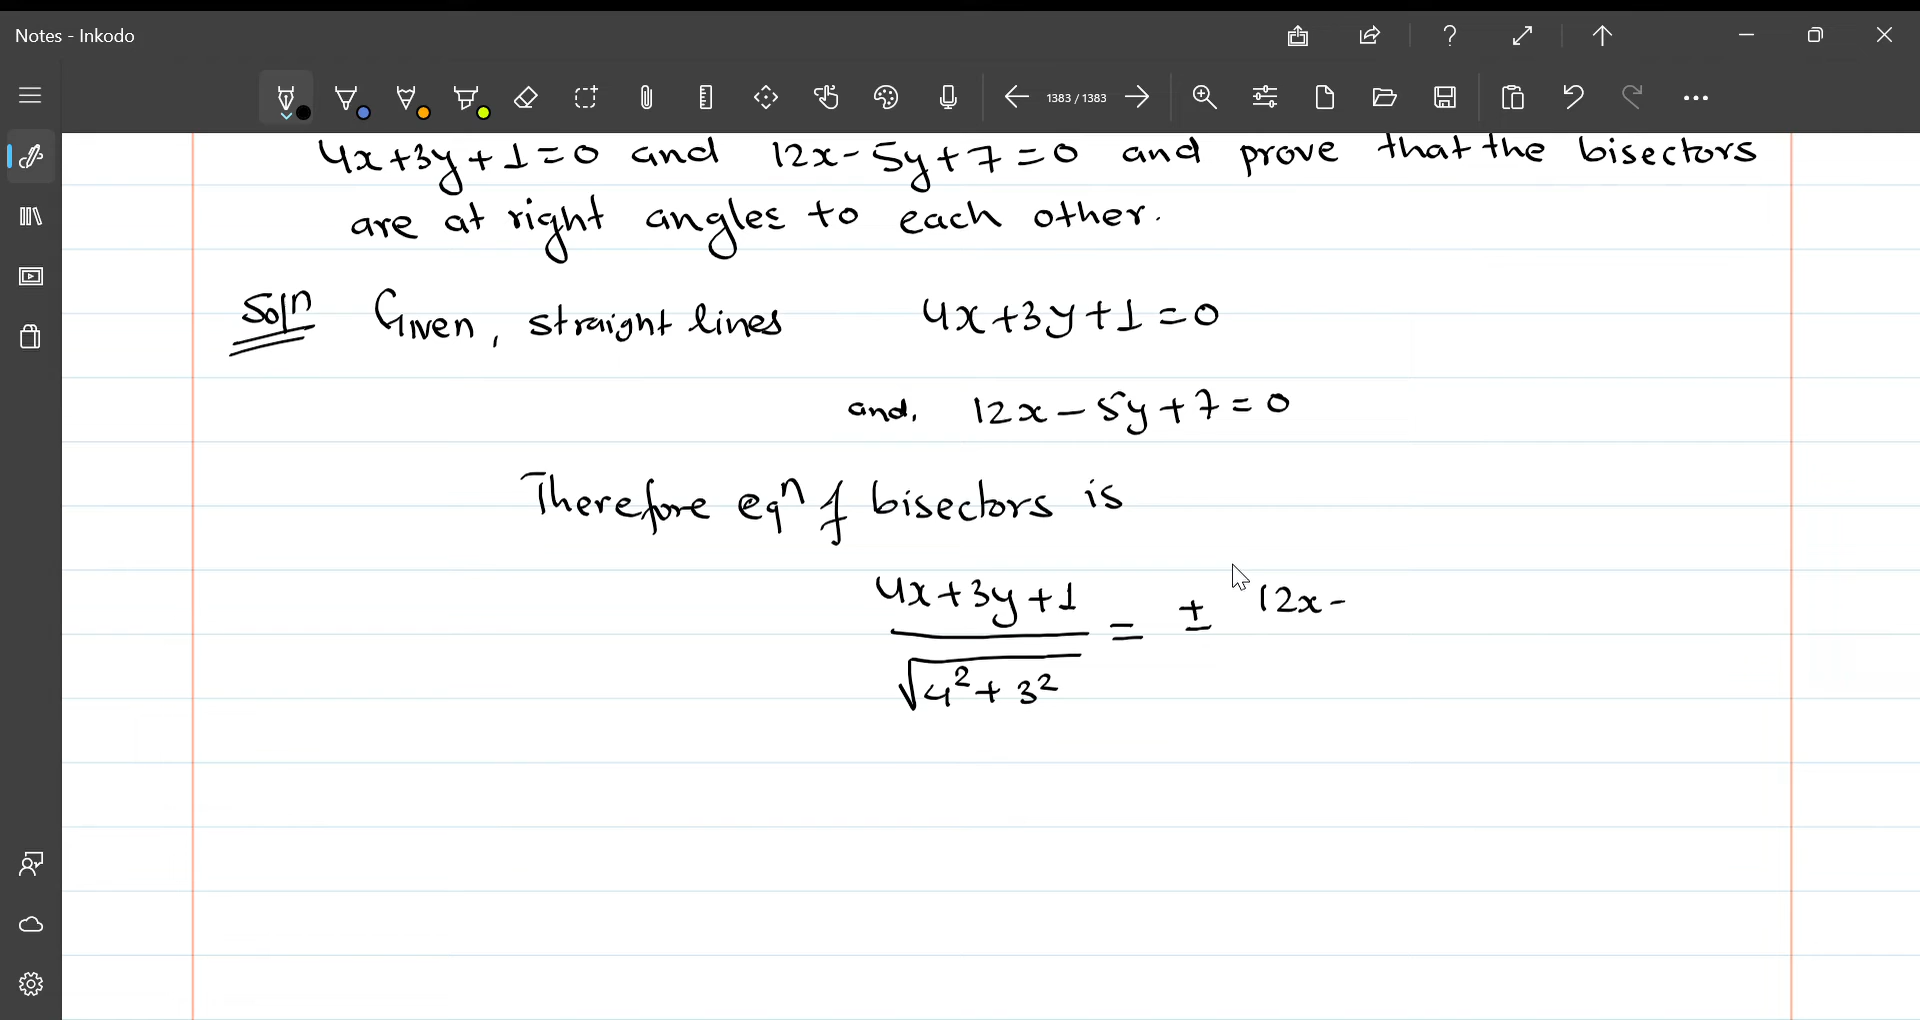 Notes - Inkodo
1383 / 1383
4x+3y+1=0 and 12x-5y+7=0 and prove that the bisectors
are at right angles to each other.
Solⁿ Given, straight lines 4x+3y+1=0
and, 12x-5y+7=0
Therefore eqⁿ of bisectors is
4x+3y+1 = ± 12x-
√4²+3²